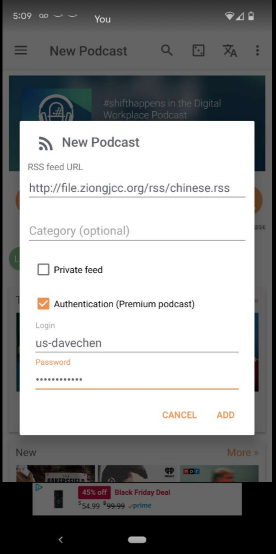 5:09
You
New Podcast
#shifthappens in the Digital
Workplace Podcast
New Podcast
RSS feed URL
http://file.ziongjcc.org/rss/chinese.rss
Category (optional)
Private feed
Authentication (Premium podcast)
Login
us-davechen
Password
••••••••••••
CANCEL
ADD
New
More »
45% off
Black Friday Deal
$54.99 $99.99 prime